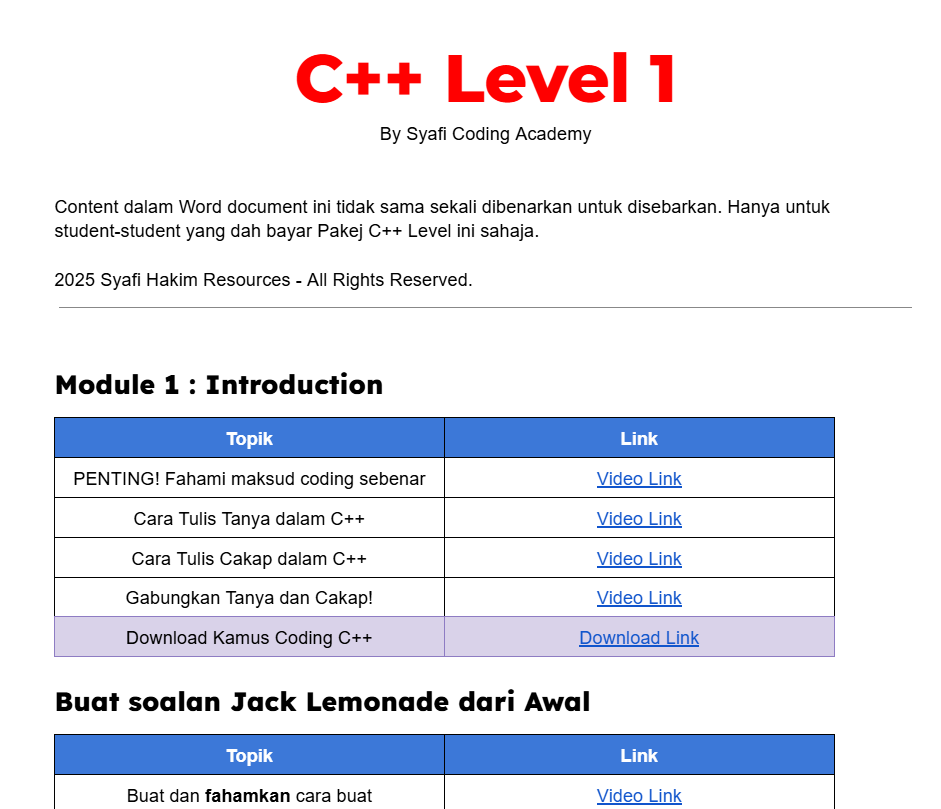 C++ Level 1
By Syafi Coding Academy
Content dalam Word document ini tidak sama sekali dibenarkan untuk disebarkan. Hanya untuk
student-student yang dah bayar Pakej C++ Level ini sahaja.
2025 Syafi Hakim Resources - All Rights Reserved.
Module 1 : Introduction
Topik Link
PENTING! Fahami maksud coding sebenar Video Link
Cara Tulis Tanya dalam C++ Video Link
Cara Tulis Cakap dalam C++ Video Link
Gabungkan Tanya dan Cakap! Video Link
Download Kamus Coding C++ Download Link
Buat soalan Jack Lemonade dari Awal
Topik Link
Buat dan fahamkan cara buat Video Link